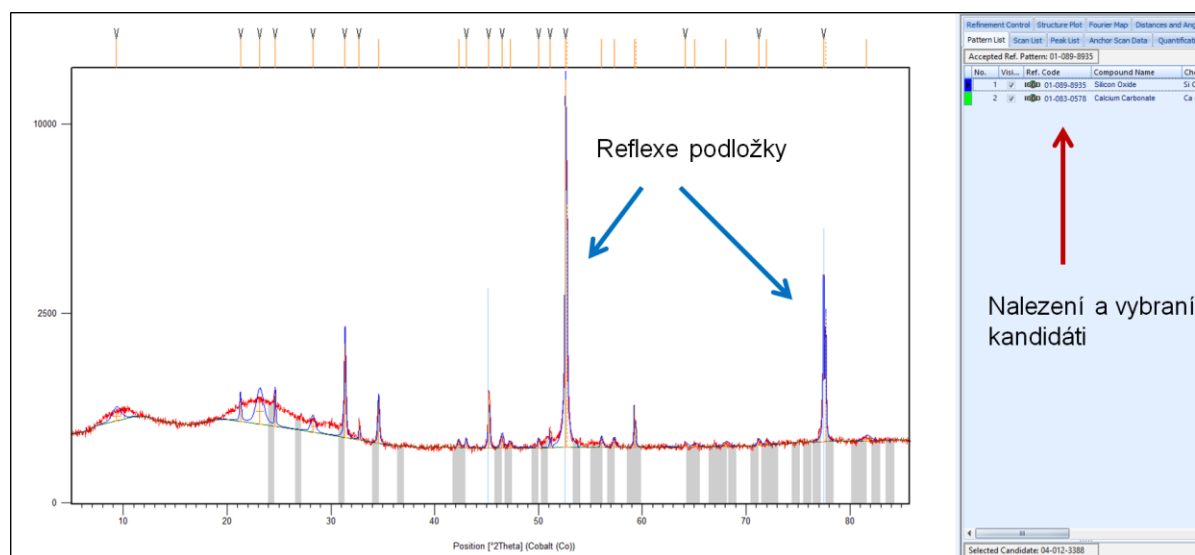 Refinement Control Structure Plot Fourier Map Distances and Ang
Pattern List Scan List Peak List Anchor Scan Data Quantificati
Accepted Ref. Pattern: 01-089-8935
No. Visi... Ref. Code Compound Name Che
1 01-089-8935 Silicon Oxide Si O
2 01-083-0578 Calcium Carbonate Ca
10000
2500
0
Reflexe podložky
Nalezení a vybraní
kandidáti
10 20 30 40 50 60 70 80
Position [°2Theta] (Cobalt (Co))
Selected Candidate: 04-012-3388